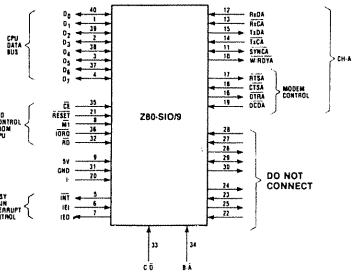 CPU
DATA
BUS
D0 40
D1 1
D2 39
D3 2
D4 38
D5 3
D6 37
D7 4
CE 35
RESET 21
M1 8
IORQ 36
RD 32
5V 9
GND 31
20
INT 5
IEI 6
IEO 7
Z80-SIO/9
12 RxDA
13 RxCA
15 TxDA
14 TxCA
11 SYNCA
10 W/RDYA
17 RTSA
18 CTSA
16 DTRA
19 DCDA
MODEM
CONTROL
CH-A
28
27
26
29
30
24
23
25
22
DO NOT
CONNECT
33
34